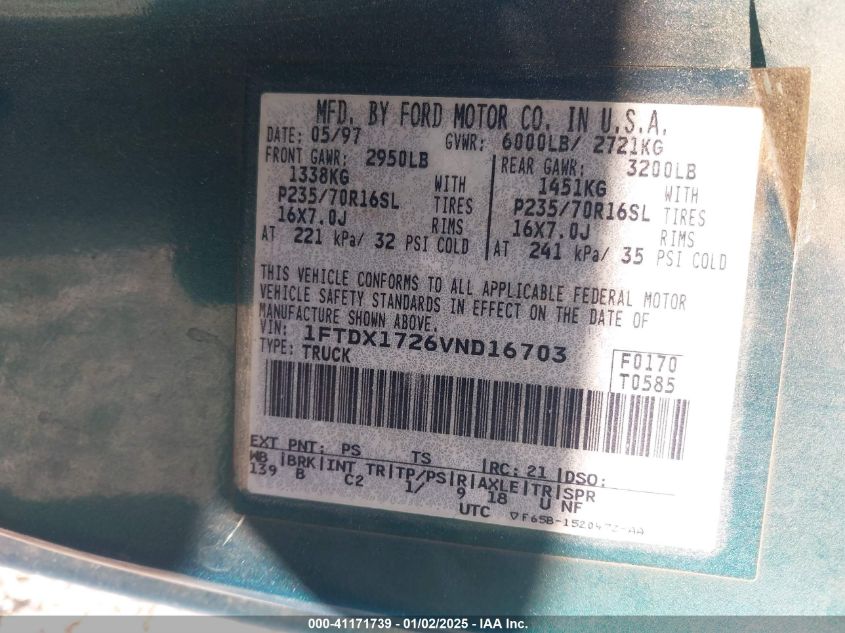 MFD. BY FORD MOTOR CO. IN U.S.A.
DATE: 05/97 GVWR: 6000LB/ 2721KG
FRONT GAWR: 2950LB REAR GAWR: 3200LB
1338KG WITH 1451KG WITH
P235/70R16SL TIRES P235/70R16SL TIRES
16X7.0J RIMS 16X7.0J RIMS
AT 221 kPa/ 32 PSI COLD AT 241 kPa/ 35 PSI COLD
THIS VEHICLE CONFORMS TO ALL APPLICABLE FEDERAL MOTOR
VEHICLE SAFETY STANDARDS IN EFFECT ON THE DATE OF
MANUFACTURE SHOWN ABOVE.
VIN: 1FTDX1726VND16703
TYPE: TRUCK
F0170
T0585
EXT PNT: PS TS RC: 21 DSO:
WB BRK INT TR TP/PS R AXLE TR SPR
139 B C2 1/ 9 18 U NF
UTC F65B-1520472-AA
000-41171739 - 01/02/2025 - IAA Inc.